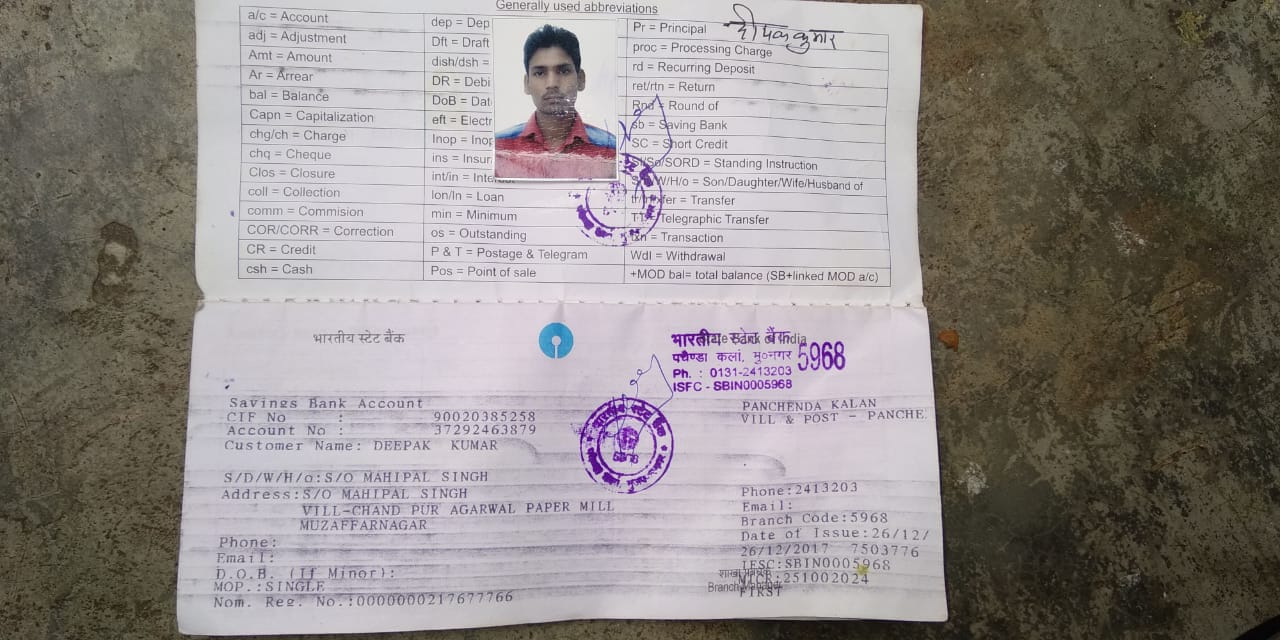 Generally used abbreviations
a/c = Account dep = Dep Pr = Principal दीपक कुमार
adj = Adjustment Dft = Draft proc = Processing Charge
Amt = Amount dish/dsh = rd = Recurring Deposit
Ar = Arrear DR = Debi ret/rtn = Return
bal = Balance DoB = Dat Rnd = Round of
Capn = Capitalization eft = Electr sb = Saving Bank
chg/ch = Charge Inop = Inop SC = Short Credit
chq = Cheque ins = Insur SI/So/SORD = Standing Instruction
Clos = Closure int/in = Inte W/H/o = Son/Daughter/Wife/Husband of
coll = Collection lon/ln = Loan = Transfer
comm = Commision min = Minimum = Telegraphic Transfer
COR/CORR = Correction os = Outstanding txn = Transaction
CR = Credit P & T = Postage & Telegram Wdl = Withdrawal
csh = Cash Pos = Point of sale +MOD bal= total balance (SB+linked MOD a/c)
भारतीय स्टेट बैंक State Bank of India
भारतीय स्टेट बैंक
पचैण्डा कलां, मु०नगर 5968
Ph. : 0131-2413203
ISFC - SBIN0005968
Savings Bank Account PANCHENDA KALAN
CIF No : 90020385258 VILL & POST - PANCHE
Account No : 37292463879
Customer Name: DEEPAK KUMAR
S/D/W/H/o:S/O MAHIPAL SINGH
Address:S/O MAHIPAL SINGH Phone:2413203
VILL-CHAND PUR AGARWAL PAPER MILL Email:
MUZAFFARNAGAR Branch Code:5968
Phone: Date of Issue:26/12/
Email: 26/12/2017 7503776
D.O.B. (If Minor): IFSC:SBIN0005968
MOP.:SINGLE MICR:251002024
शाखा प्रबंधक
Branch Manager
Nom. Reg. No.:0000000217677766 FIRST